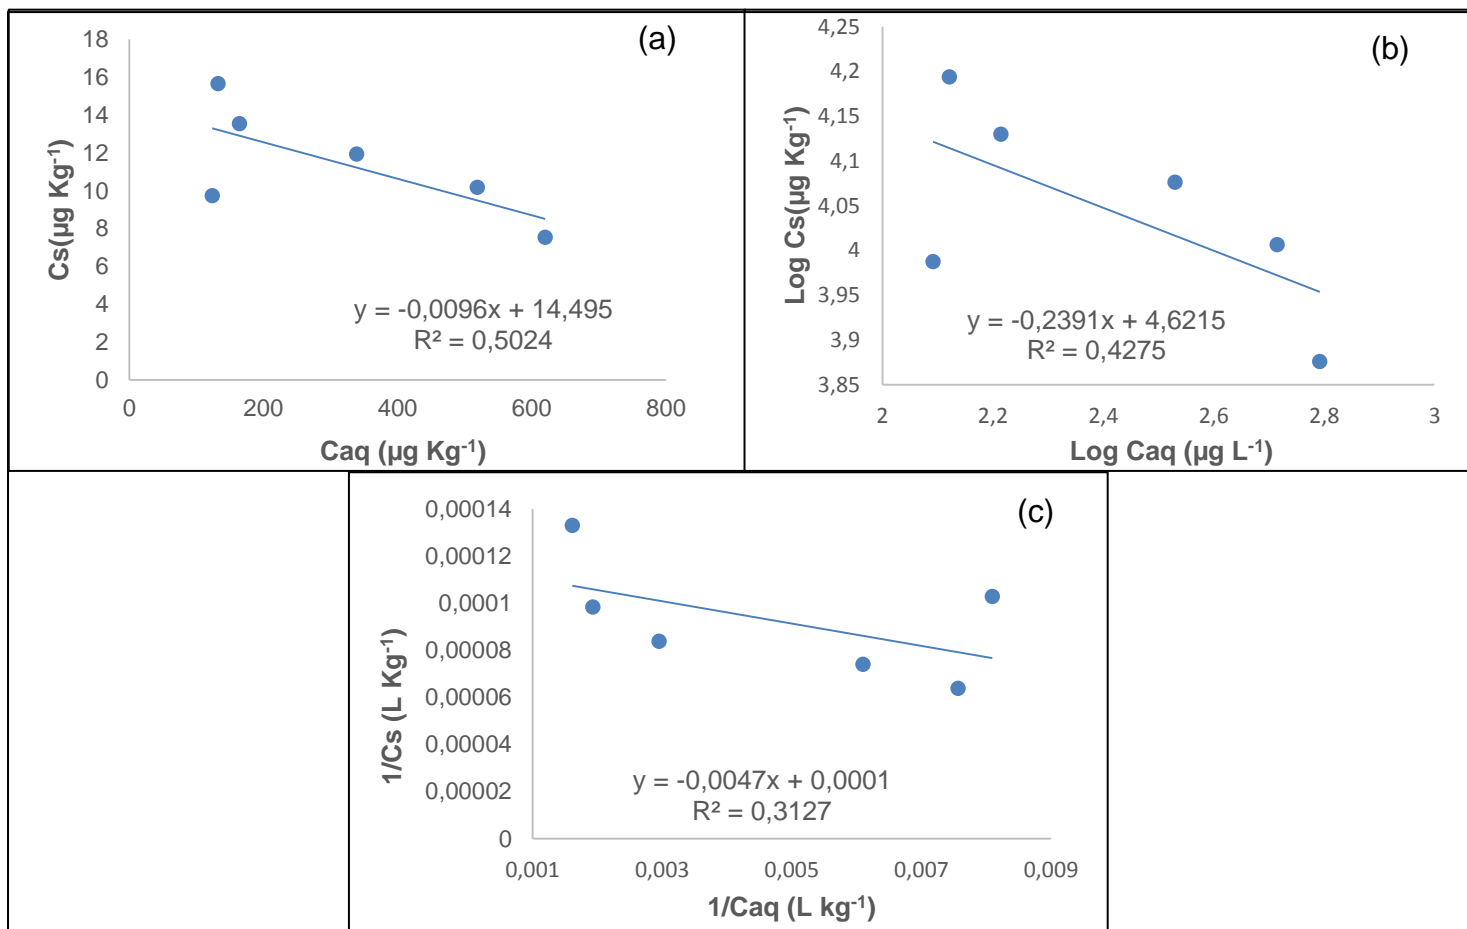 (a)
18
16
14
12
10
8
6
4
2
0
Cs(µg Kg⁻¹)
y = -0,0096x + 14,495
R² = 0,5024
0 200 400 600 800
Caq (µg Kg⁻¹)
(b)
4,25
4,2
4,15
4,1
4,05
4
3,95
3,9
3,85
Log Cs(µg Kg⁻¹)
y = -0,2391x + 4,6215
R² = 0,4275
2 2,2 2,4 2,6 2,8 3
Log Caq (µg L⁻¹)
(c)
0,00014
0,00012
0,0001
0,00008
0,00006
0,00004
0,00002
0
1/Cs (L Kg⁻¹)
y = -0,0047x + 0,0001
R² = 0,3127
0,001 0,003 0,005 0,007 0,009
1/Caq (L kg⁻¹)